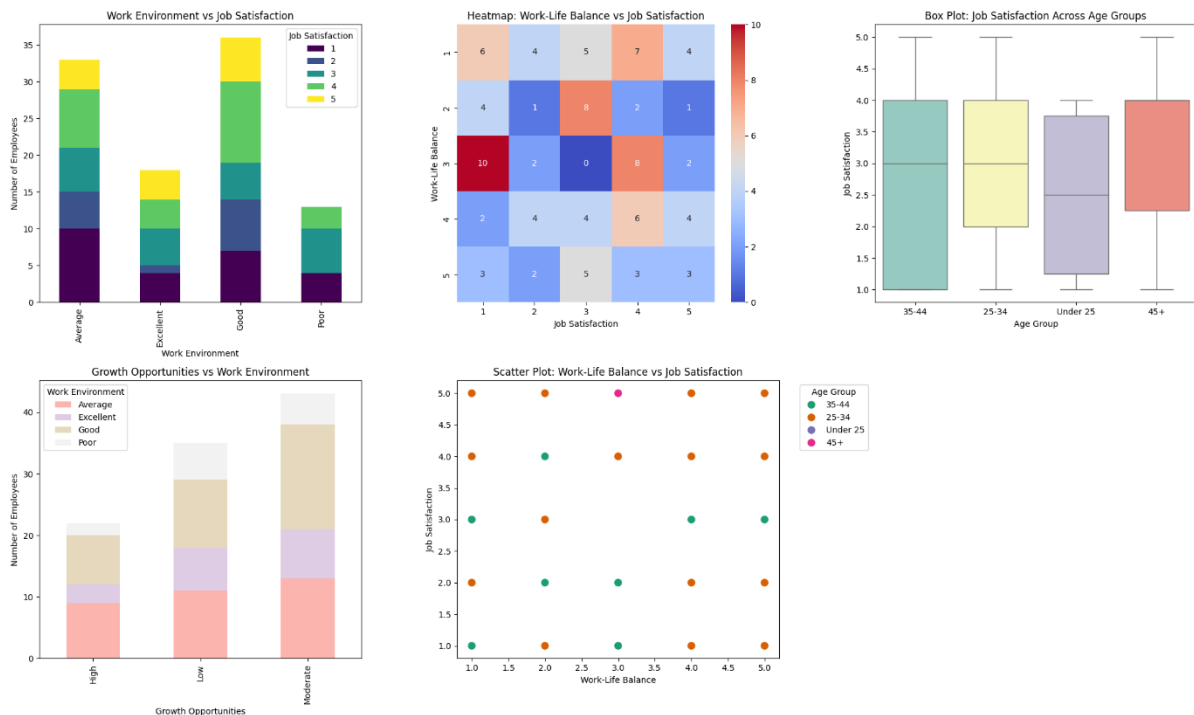 Work Environment vs Job Satisfaction
Job Satisfaction
1
2
3
4
5
35
30
25
20
15
10
5
0
Number of Employees
Average
Excellent
Good
Poor
Work Environment
Heatmap: Work-Life Balance vs Job Satisfaction
Work-Life Balance
1
6 4 5 7 4
2
4 1 8 2 1
3
10 2 0 8 2
4
2 4 4 6 4
5
3 2 5 3 3
1 2 3 4 5
Job Satisfaction
10
8
6
4
2
0
Box Plot: Job Satisfaction Across Age Groups
5.0
4.5
4.0
3.5
3.0
2.5
2.0
1.5
1.0
Job Satisfaction
35-44 25-34 Under 25 45+
Age Group
Growth Opportunities vs Work Environment
Work Environment
Average
Excellent
Good
Poor
40
30
20
10
0
Number of Employees
High
Low
Moderate
Growth Opportunities
Scatter Plot: Work-Life Balance vs Job Satisfaction
5.0
4.5
4.0
3.5
3.0
2.5
2.0
1.5
1.0
Job Satisfaction
1.0 1.5 2.0 2.5 3.0 3.5 4.0 4.5 5.0
Work-Life Balance
Age Group
35-44
25-34
Under 25
45+